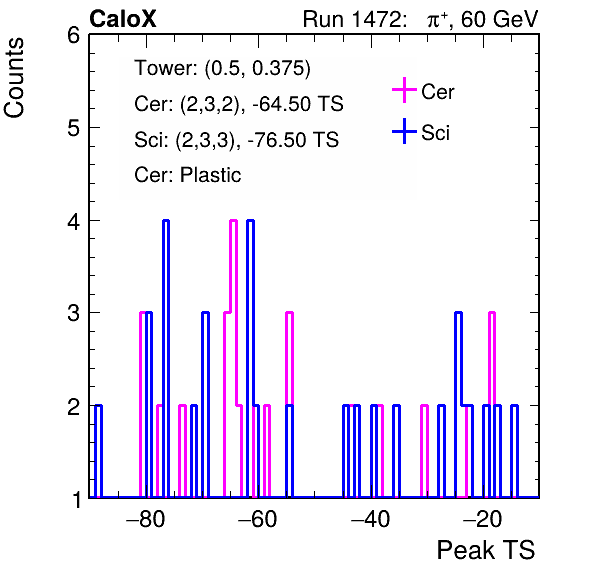 CaloX Run 1472: π⁺, 60 GeV
Counts
6
Tower: (0.5, 0.375)
Cer: (2,3,2), -64.50 TS
Sci: (2,3,3), -76.50 TS
Cer: Plastic
Cer
Sci
5
4
3
2
1
−80 −60 −40 −20
Peak TS